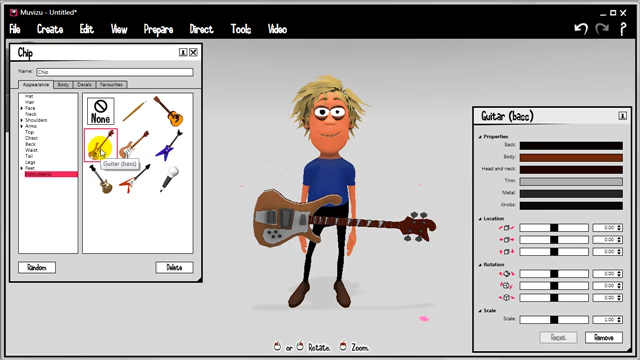 Muvizu - Untitled*
File Create Edit View Prepare Direct Tools Video ?
Chip
Name: Chip
Appearance Body Decals Favourites
Hat
Hair
Face
Neck
Shoulders
Arms
Top
Chest
Back
Waist
Tail
Legs
Feet
Instruments
None
Guitar (bass)
Random Delete
Guitar (bass)
Properties
Back:
Body:
Head and neck:
Trim:
Metal:
Knobs:
Location
0.00
0.00
0.00
Rotation
0.00
0.00
0.00
Scale
Scale: 1.00
Reset Remove
or Rotate. Zoom.